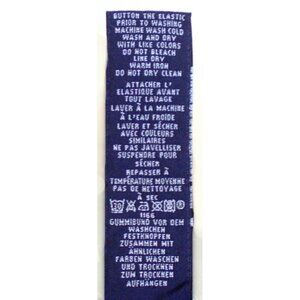 BUTTON THE ELASTIC
PRIOR TO WASHING
MACHINE WASH COLD
WASH AND DRY
WITH LIKE COLORS
DO NOT BLEACH
LINE DRY
WARM IRON
DO NOT DRY CLEAN
ATTACHER L'
ELASTIQUE AVANT
TOUT LAVAGE
LAVER À LA MACHINE
À L'EAU FROIDE
LAVER ET SÉCHER
AVEC COULEURS
SIMILAIRES
NE PAS JAVELLISER
SUSPENDRE POUR
SÉCHER
REPASSER À
TEMPÉRATURE MOYENNE
PAS DE NETTOYAGE
À SEC
1166
GUMMIBUND VOR DEM
WASHCHEN
FESTKNOPFEN
ZUSAMMEN MIT
ÄHNLICHEN
FARBEN WASCHEN
UND TROCKNEN
ZUM TROCKNEN
AUFHÄNGEN